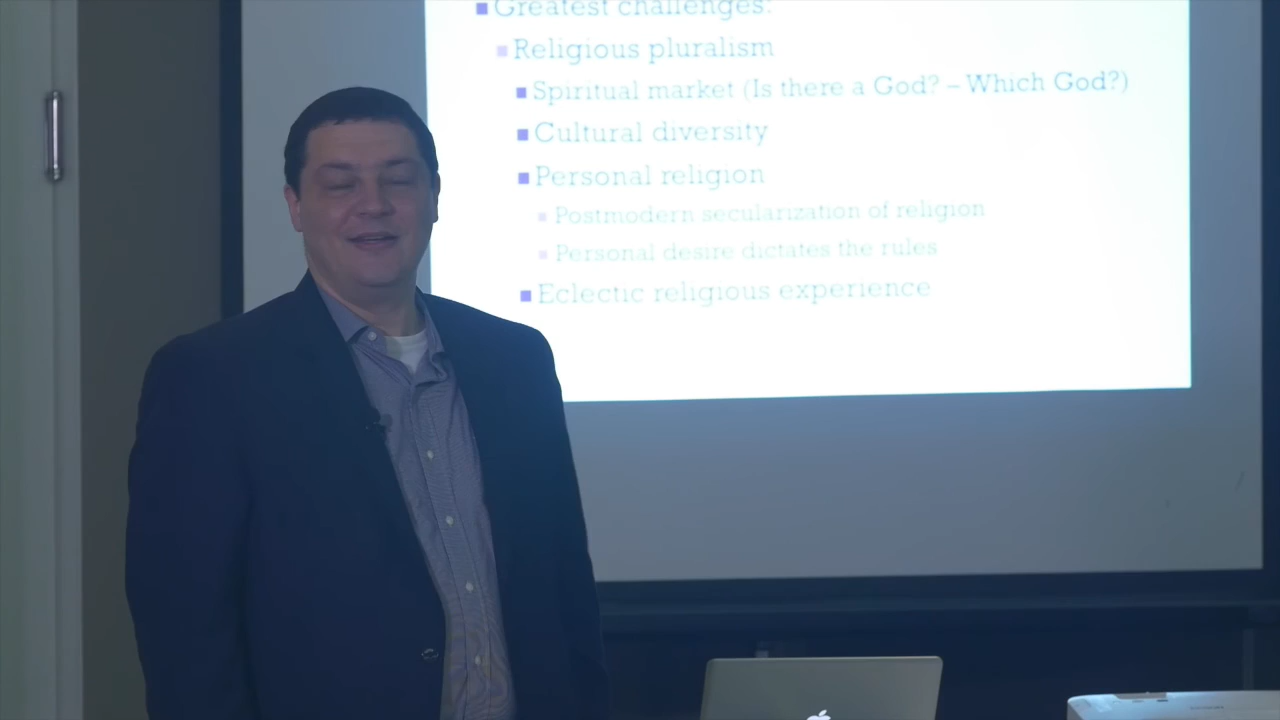 Greatest challenges:
Religious pluralism
Spiritual market (Is there a God? – Which God?)
Cultural diversity
Personal religion
Postmodern secularization of religion
Personal desire dictates the rules
Eclectic religious experience